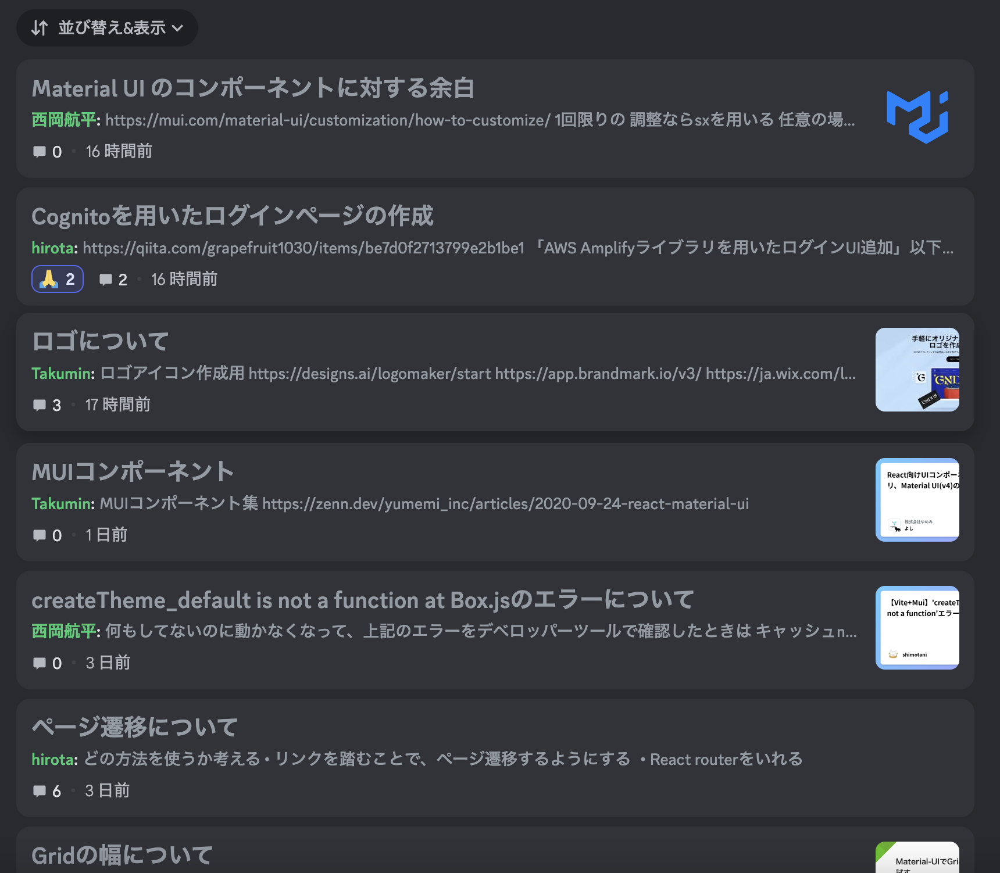 並び替え&表示
Material UI のコンポーネントに対する余白
西岡航平: https://mui.com/material-ui/customization/how-to-customize/ 1回限りの 調整ならsxを用いる 任意の場...
0 • 16 時間前
Cognitoを用いたログインページの作成
hirota: https://qiita.com/grapefruit1030/items/be7d0f2713799e2b1be1 「AWS Amplifyライブラリを用いたログインUI追加」以下...
🙏 2 2 • 16 時間前
ロゴについて
Takumin: ロゴアイコン作成用 https://designs.ai/logomaker/start https://app.brandmark.io/v3/ https://ja.wix.com/l...
3 • 17 時間前
手軽にオリジナ
ロゴを作成
MUIコンポーネント
Takumin: MUIコンポーネント集 https://zenn.dev/yumemi_inc/articles/2020-09-24-react-material-ui
0 • 1 日前
React向けUIコンポーネ
リ、Material UI(v4)の
株式会社ゆめみ
よし
createTheme_default is not a function at Box.jsのエラーについて
西岡航平: 何もしてないのに動かなくなって、上記のエラーをデベロッパーツールで確認したときは キャッシュn...
0 • 3 日前
【Vite+Mui】'createT
not a function'エラー
shimotani
ページ遷移について
hirota: どの方法を使うか考える・リンクを踏むことで、ページ遷移するようにする ・React routerをいれる
6 • 3 日前
Gridの幅について
Material-UIでGri
試す